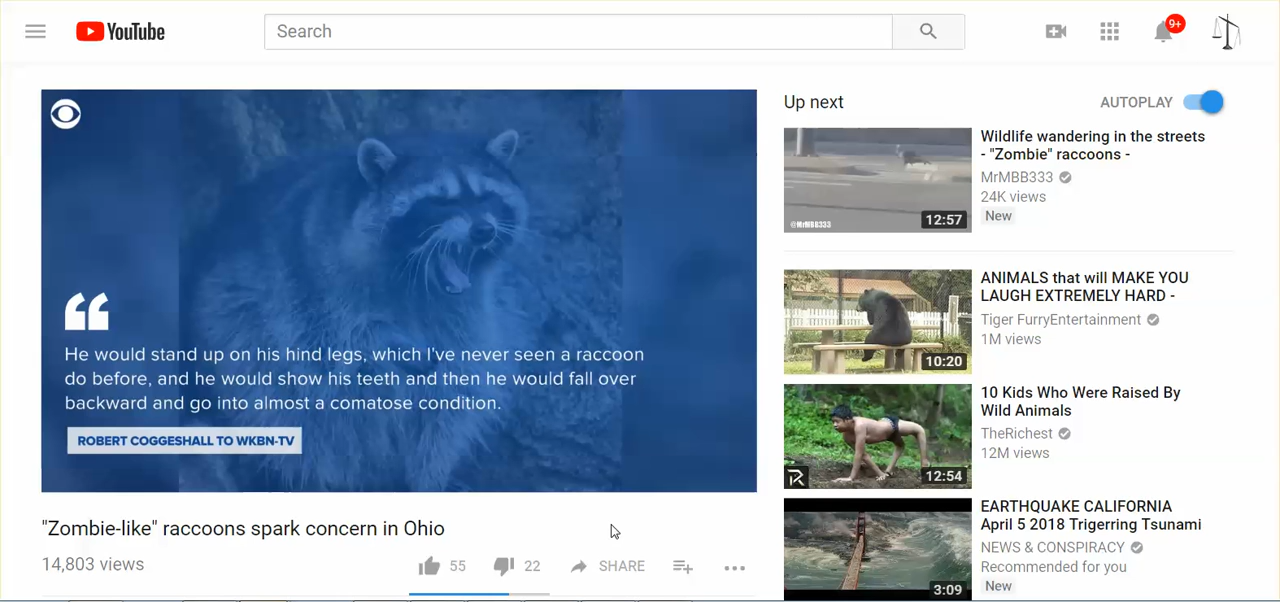 YouTube
Search
9+
He would stand up on his hind legs, which I've never seen a raccoon
do before, and he would show his teeth and then he would fall over
backward and go into almost a comatose condition.
ROBERT COGGESHALL TO WKBN-TV
"Zombie-like" raccoons spark concern in Ohio
14,803 views
55
22
SHARE
Up next
AUTOPLAY
@MrMBB333
12:57
Wildlife wandering in the streets
- "Zombie" raccoons -
MrMBB333
24K views
New
10:20
ANIMALS that will MAKE YOU
LAUGH EXTREMELY HARD -
Tiger FurryEntertainment
1M views
R
12:54
10 Kids Who Were Raised By
Wild Animals
TheRichest
12M views
3:09
EARTHQUAKE CALIFORNIA
April 5 2018 Trigerring Tsunami
NEWS & CONSPIRACY
Recommended for you
New